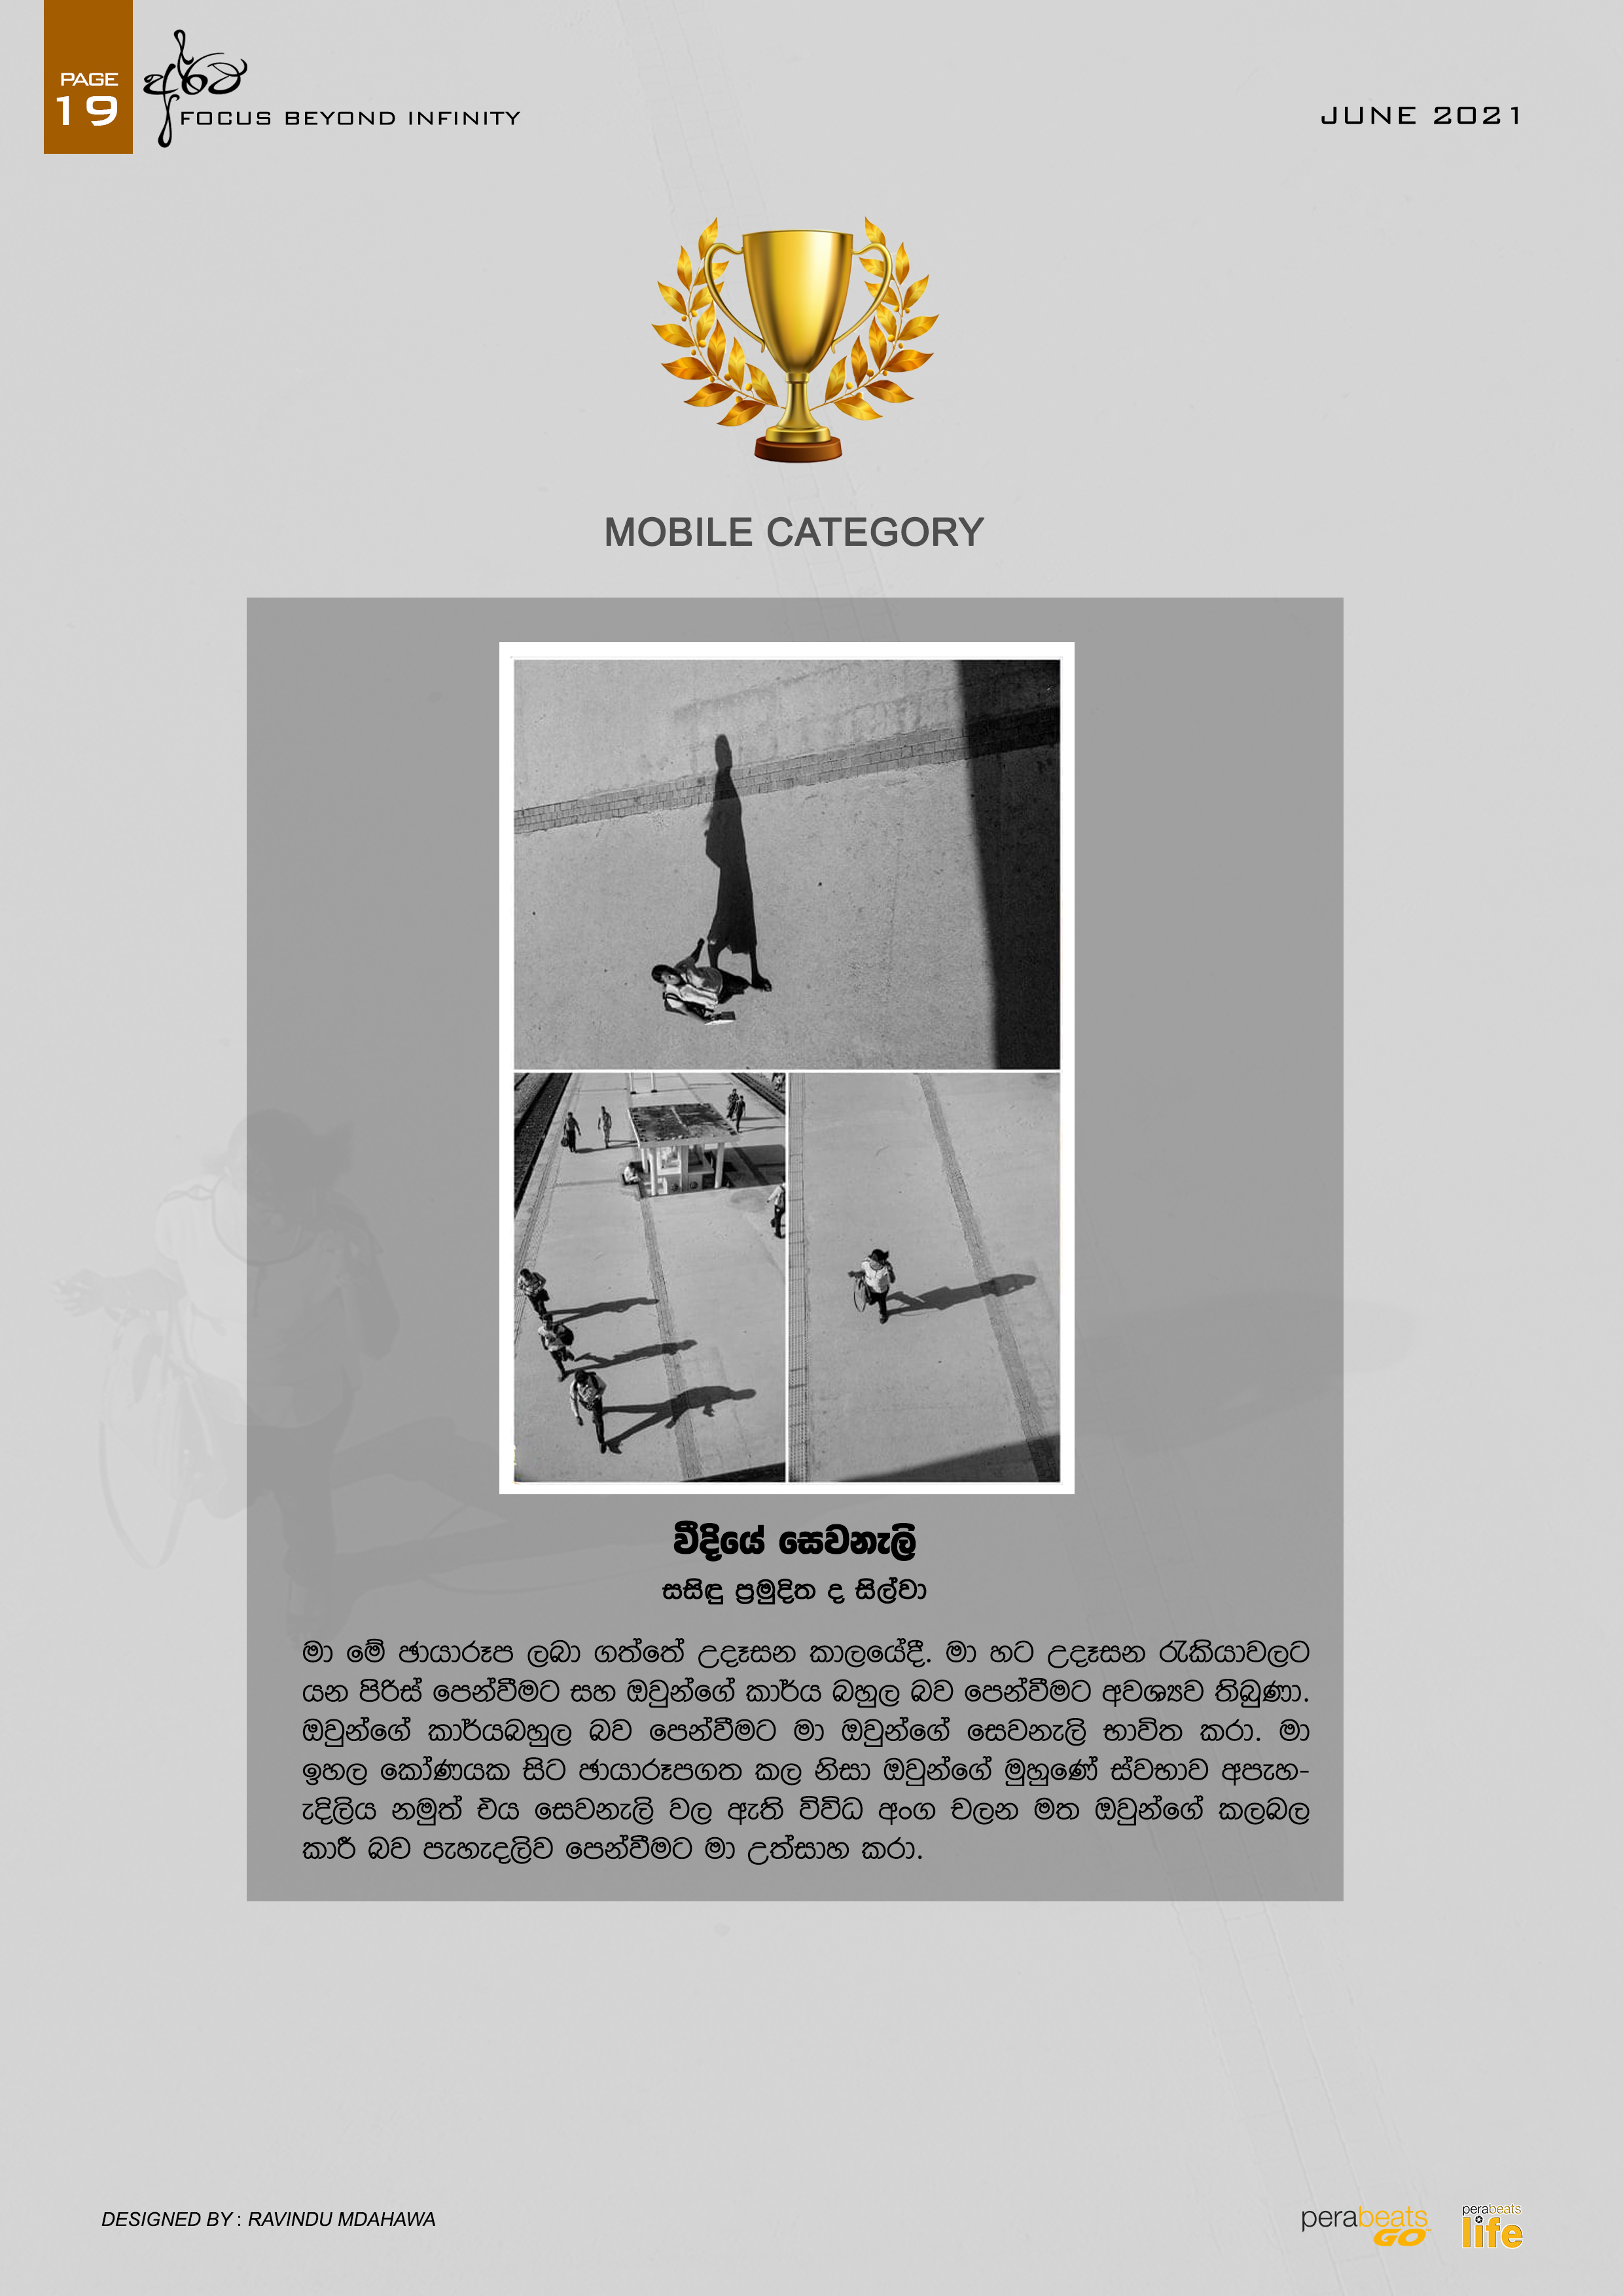 PAGE
19
FOCUS BEYOND INFINITY
JUNE 2021
MOBILE CATEGORY
වීදියේ සෙවනැලි
සසිඳු ප්‍රමුදිත ද සිල්වා
මා මේ ඡායාරූප ලබා ගත්තේ උදෑසන කාලයේදී. මා හට උදෑසන රැකියාවලට
යන පිරිස් පෙන්වීමට සහ ඔවුන්ගේ කාර්ය බහුල බව පෙන්වීමට අවශ්‍යව තිබුණා.
ඔවුන්ගේ කාර්යබහුල බව පෙන්වීමට මා ඔවුන්ගේ සෙවනැලි භාවිත කරා. මා
ඉහල කෝණයක සිට ඡායාරූපගත කල නිසා ඔවුන්ගේ මුහුණේ ස්වභාව අපැහ-
ැදිලිය නමුත් එය සෙවනැලි වල ඇති විවිධ අංග චලන මත ඔවුන්ගේ කලබල
කාරී බව පැහැදලිව පෙන්වීමට මා උත්සාහ කරා.
DESIGNED BY : RAVINDU MDAHAWA
perabeats
GO
perabeats
life